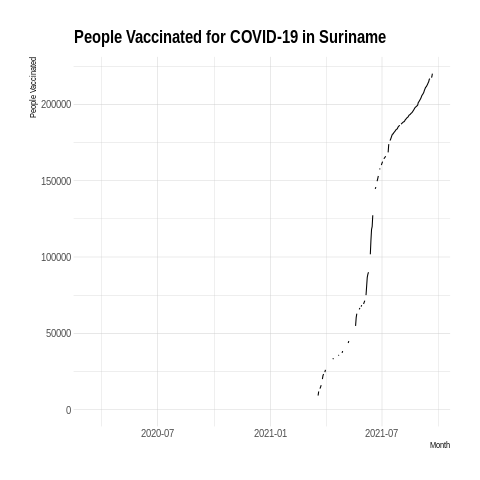 People Vaccinated for COVID-19 in Suriname
People Vaccinated
200000
150000
100000
50000
0
2020-07
2021-01
2021-07
Month